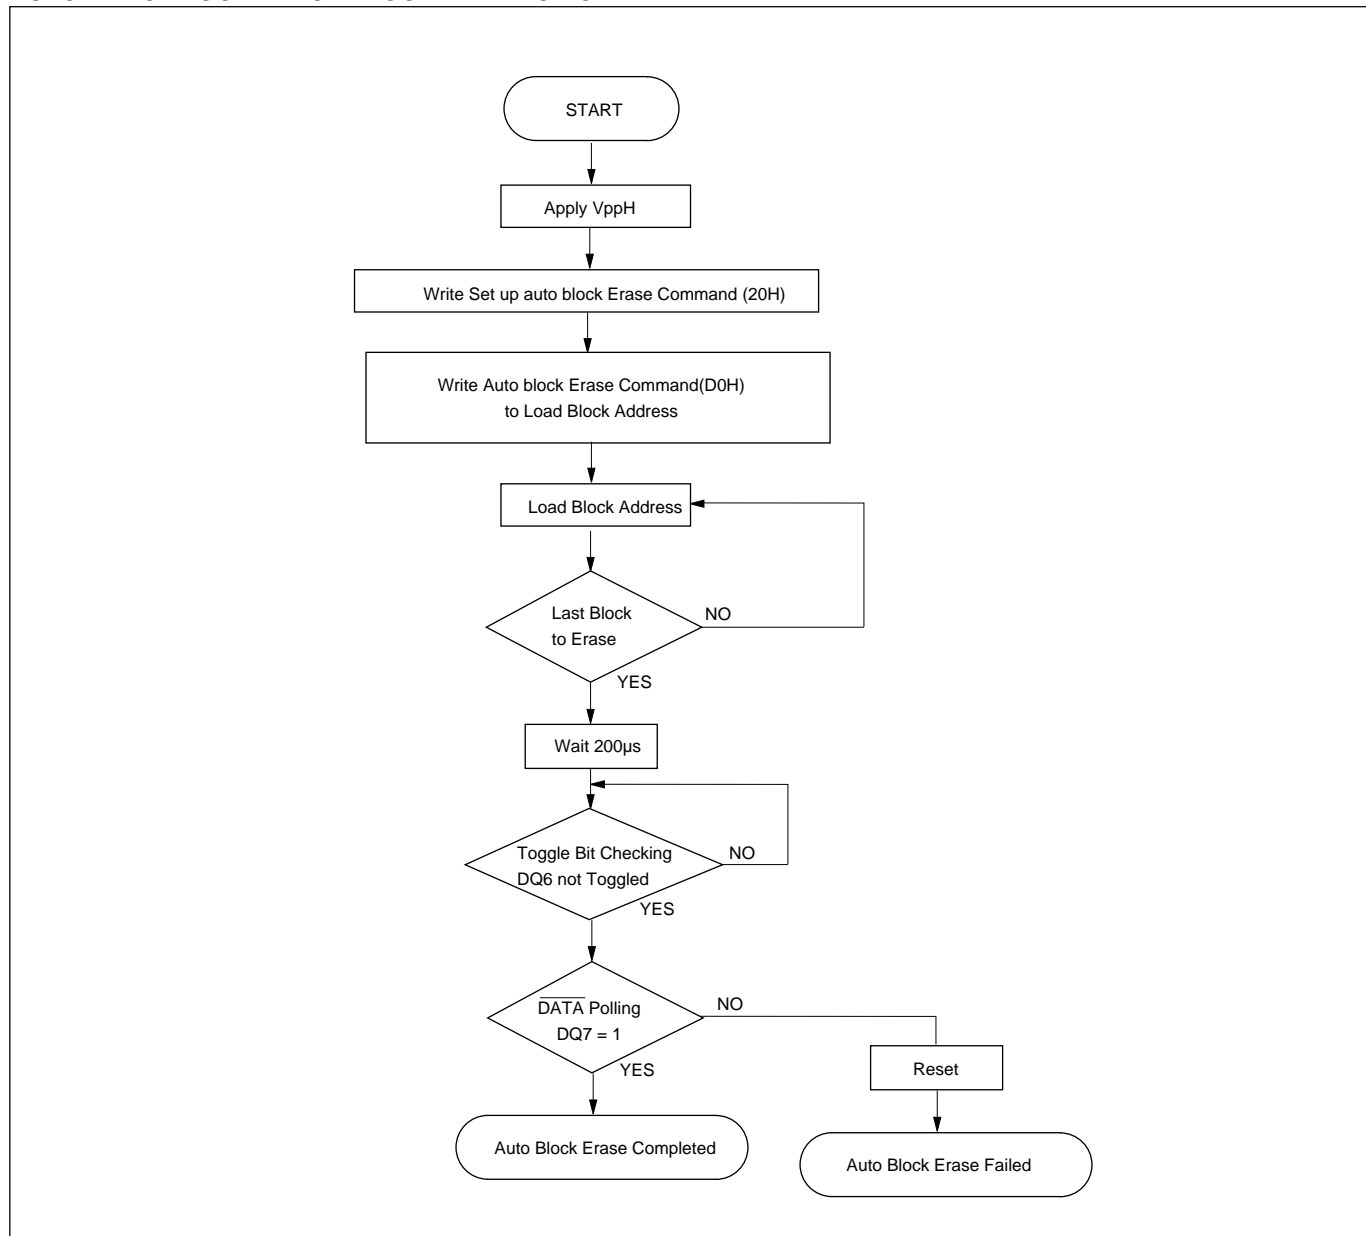 START
Apply VppH
Write Set up auto block Erase Command (20H)
Write Auto block Erase Command(D0H)
to Load Block Address
Load Block Address
Last Block
to Erase
NO
YES
Wait 200µs
Toggle Bit Checking
DQ6 not Toggled
NO
YES
DATA Polling
DQ7 = 1
NO
YES
Reset
Auto Block Erase Completed
Auto Block Erase Failed